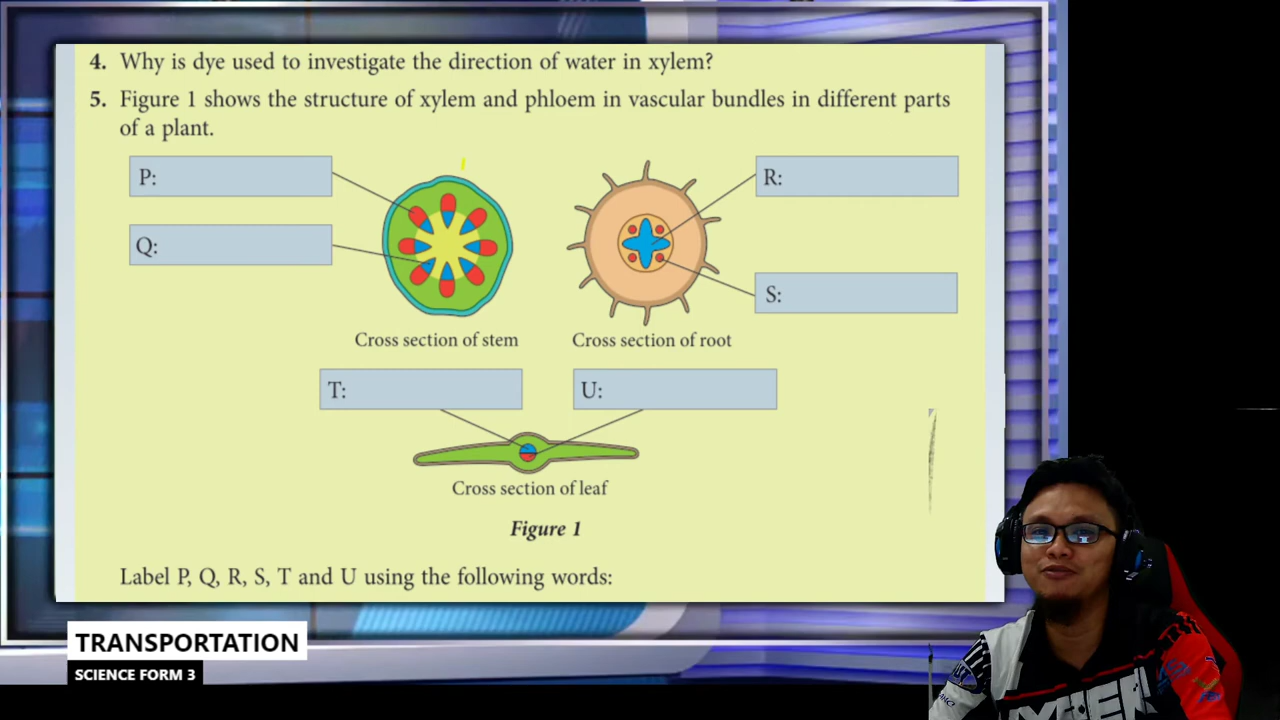 4. Why is dye used to investigate the direction of water in xylem?
5. Figure 1 shows the structure of xylem and phloem in vascular bundles in different parts
of a plant.
P:
R:
Q:
S:
Cross section of stem
Cross section of root
T:
U:
Cross section of leaf
Figure 1
Label P, Q, R, S, T and U using the following words:
TRANSPORTATION
SCIENCE FORM 3